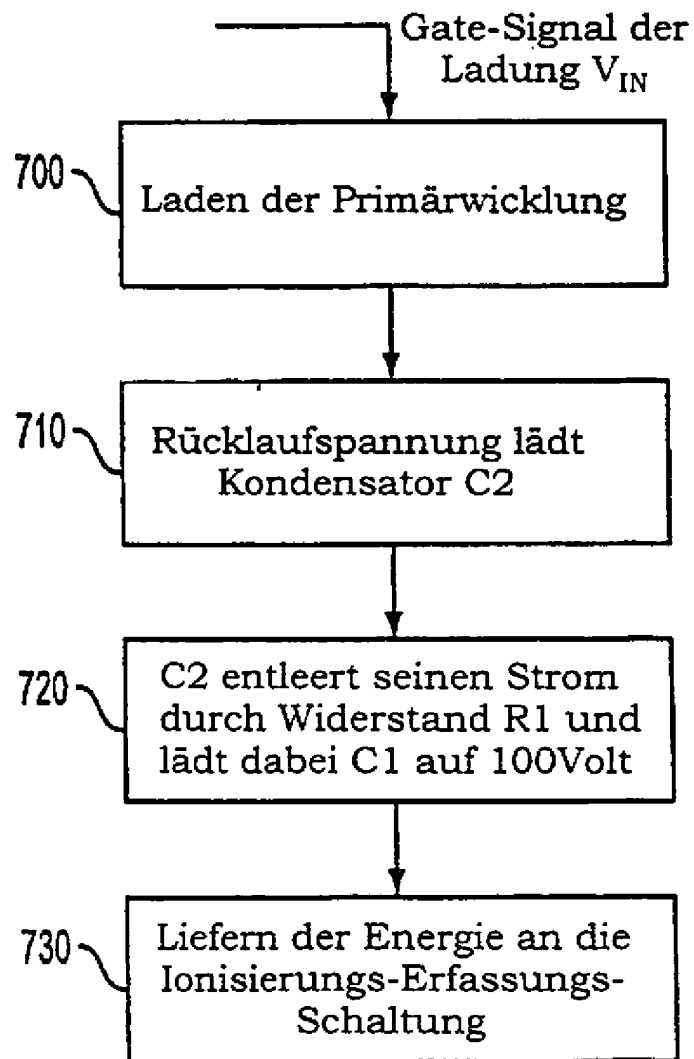 Gate-Signal der
Ladung V_IN
700
Laden der Primärwicklung
710
Rücklaufspannung lädt
Kondensator C2
720
C2 entleert seinen Strom
durch Widerstand R1 und
lädt dabei C1 auf 100Volt
730
Liefern der Energie an die
Ionisierungs-Erfassungs-
Schaltung